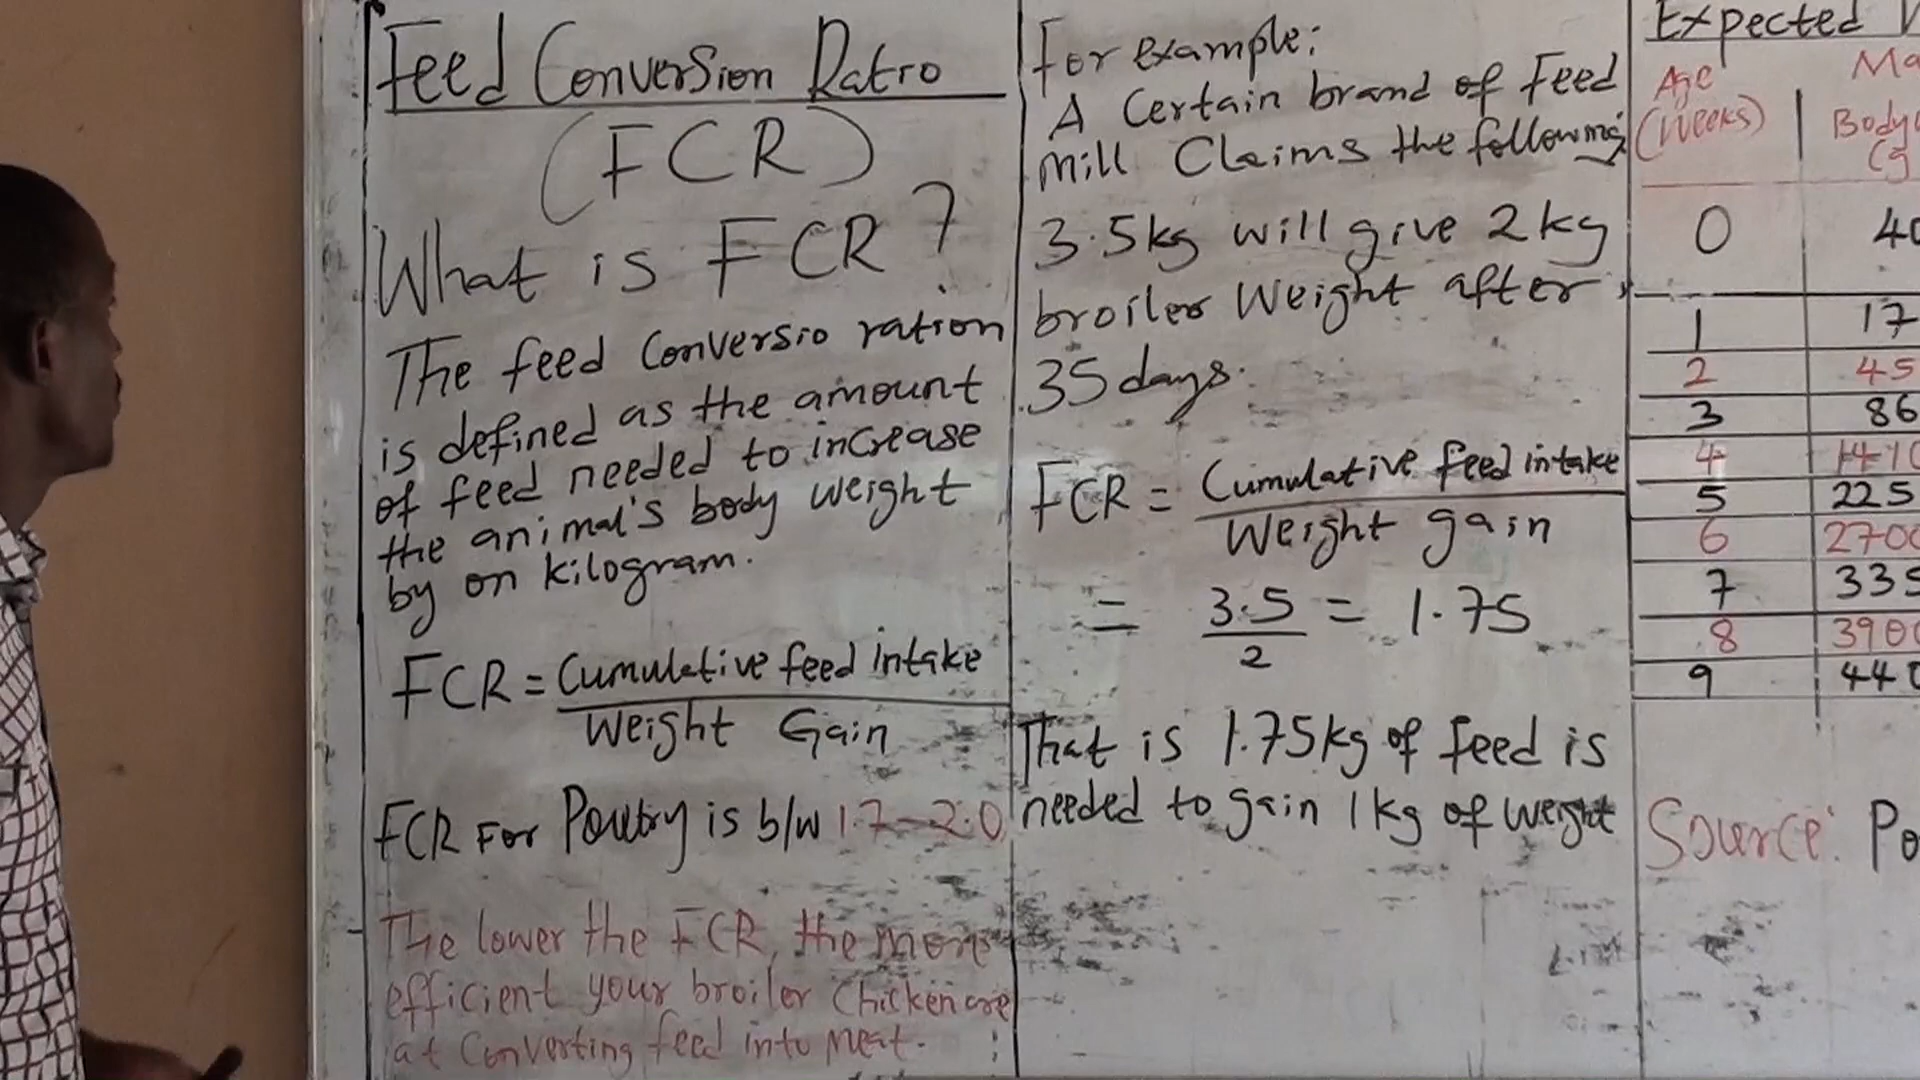 Feed Conversion Ratio
(FCR)
What is FCR?
The feed Conversio ration
is defined as the amount
of feed needed to increase
the animal's body weight
by on kilogram.
FCR = Cumulative feed intake
Weight Gain
FCR For Poultry is b/w 1.7-2.0
The lower the FCR, the more
efficient your broiler Chicken are
at Converting feed into meat.
For example:
A Certain brand of Feed
mill Claims the following
3.5kg will give 2kg
broiler Weight after
35 days.
FCR = Cumulative feed intake
Weight gain
= 3.5 = 1.75
2
That is 1.75kg of feed is
needed to gain 1kg of weight
Expected
Age
(Weeks)
Ma
Body
(g
0 40
1 17
2 45
3 86
4 1410
5 225
6 2700
7 335
8 3900
9 440
Source: Po